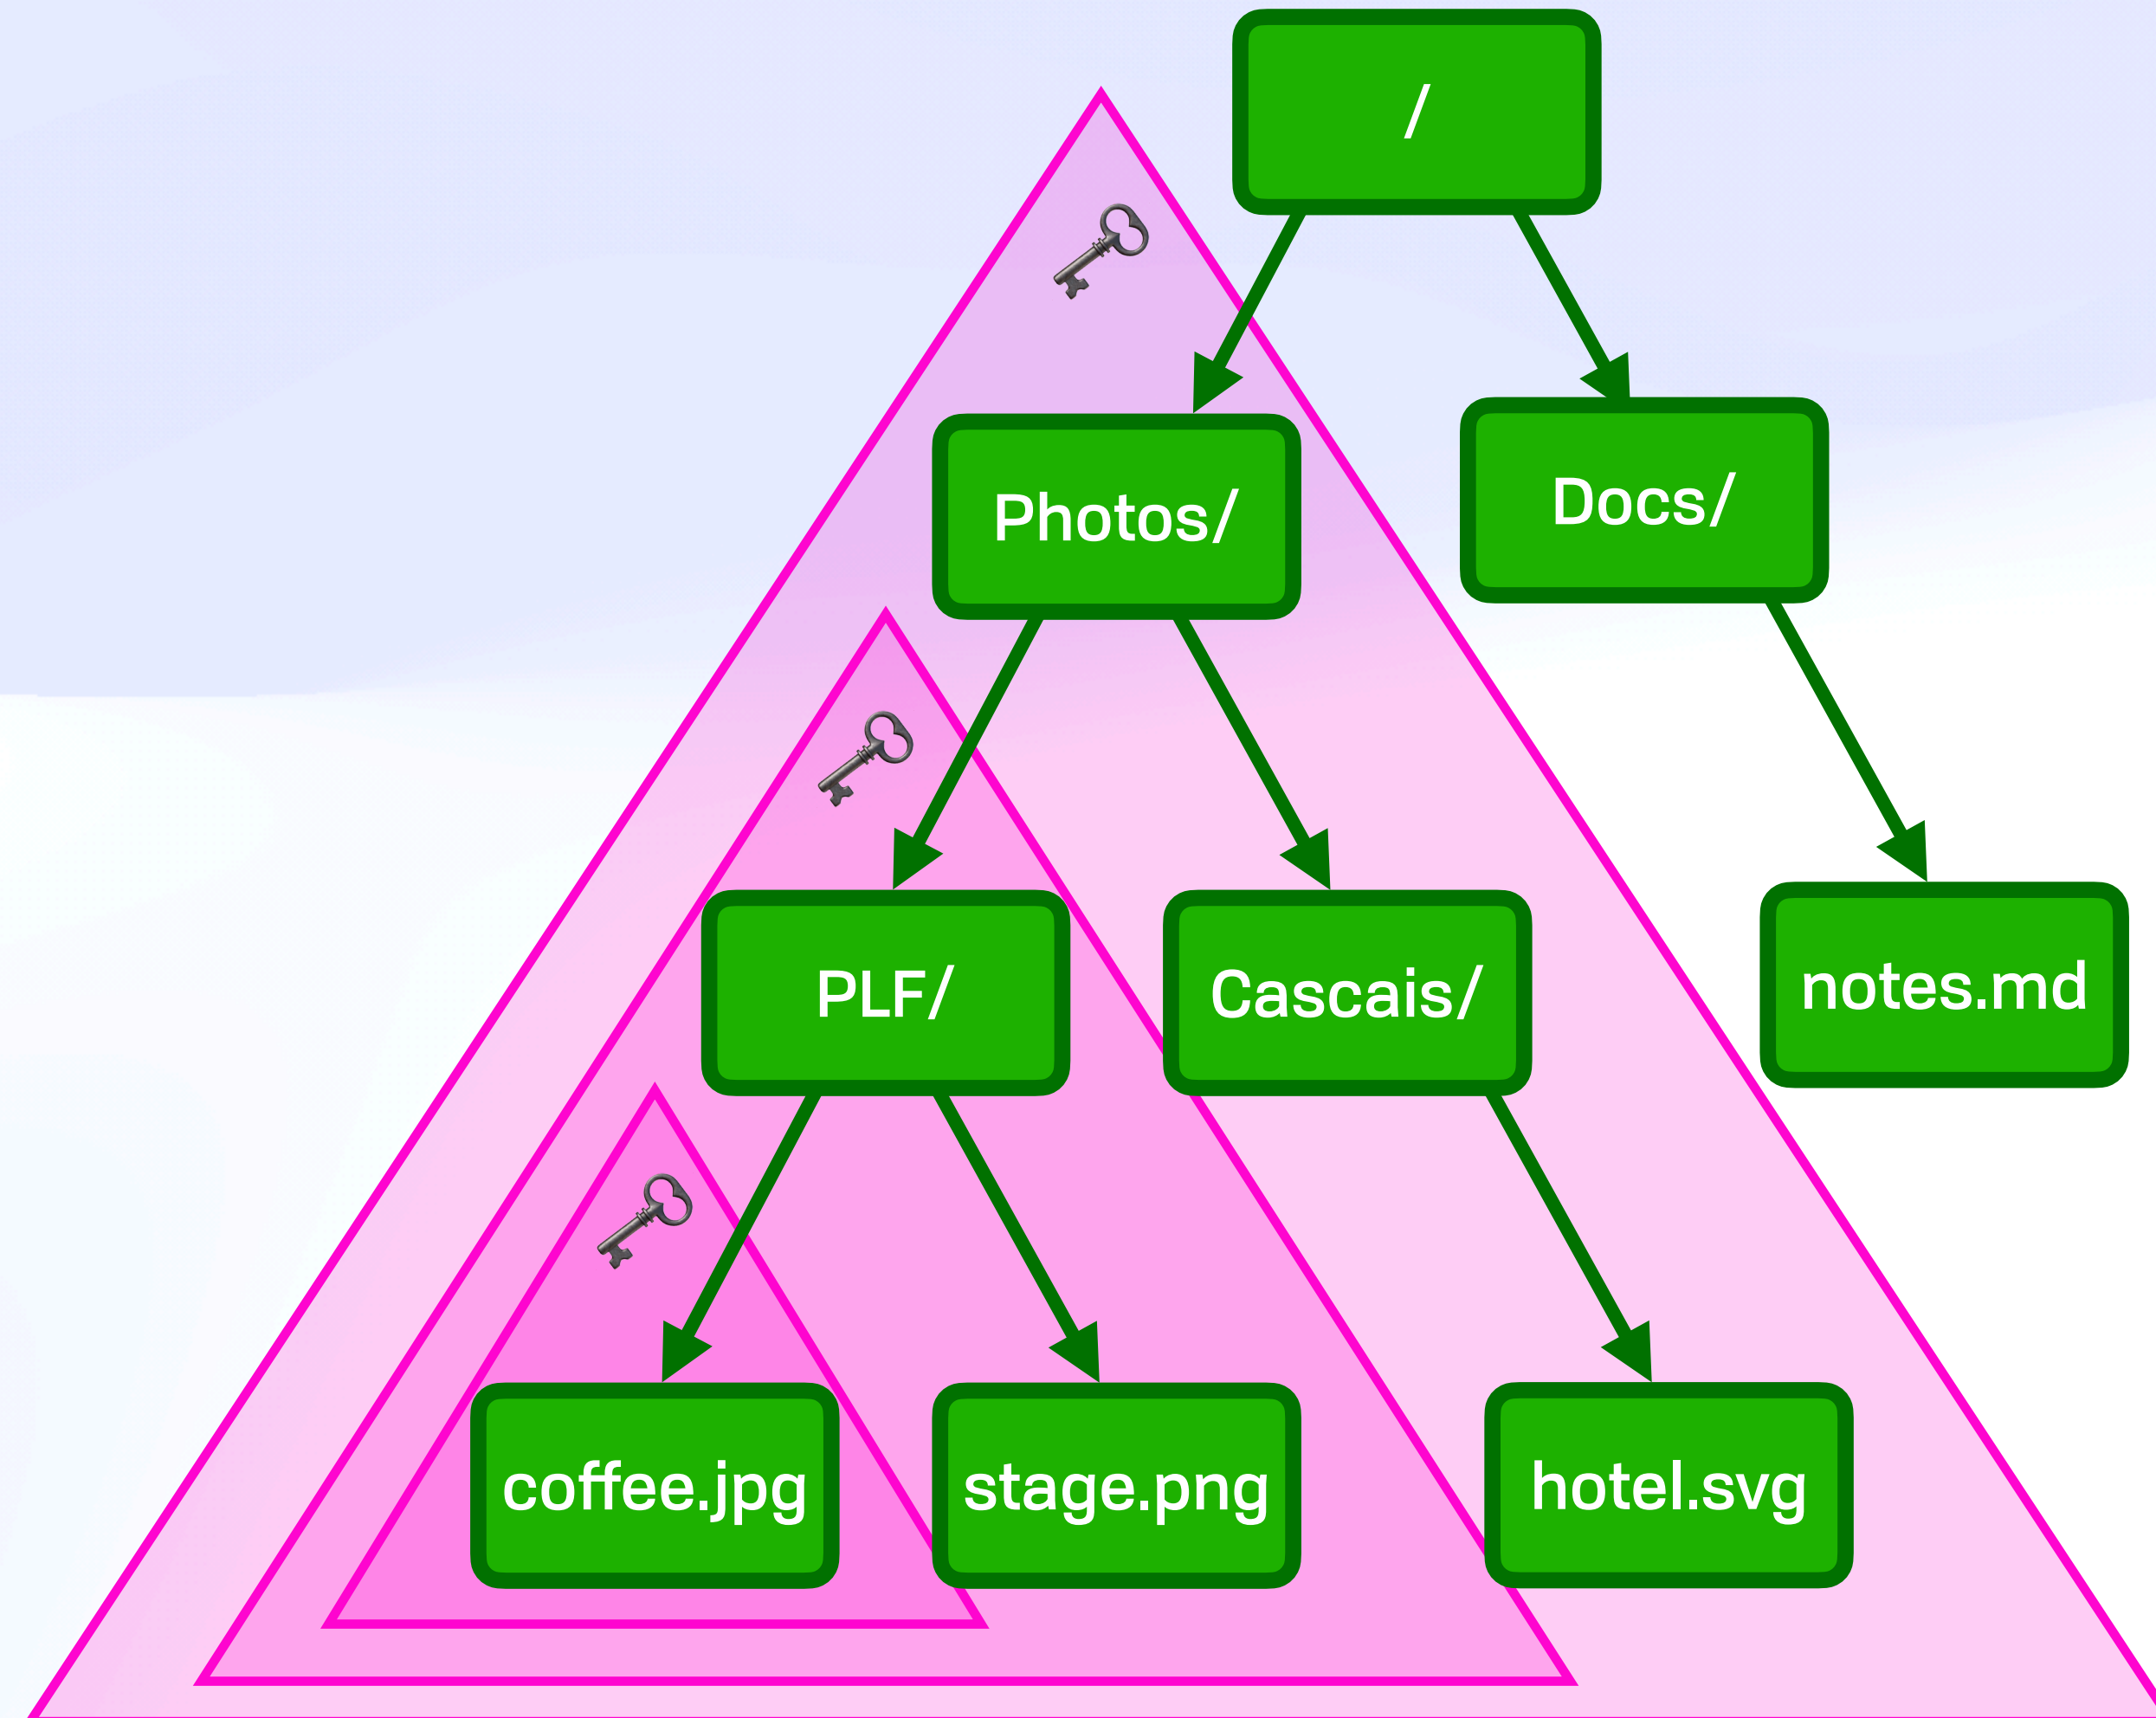 /
Photos/
Docs/
PLF/
Cascais/
notes.md
coffee.jpg
stage.png
hotel.svg